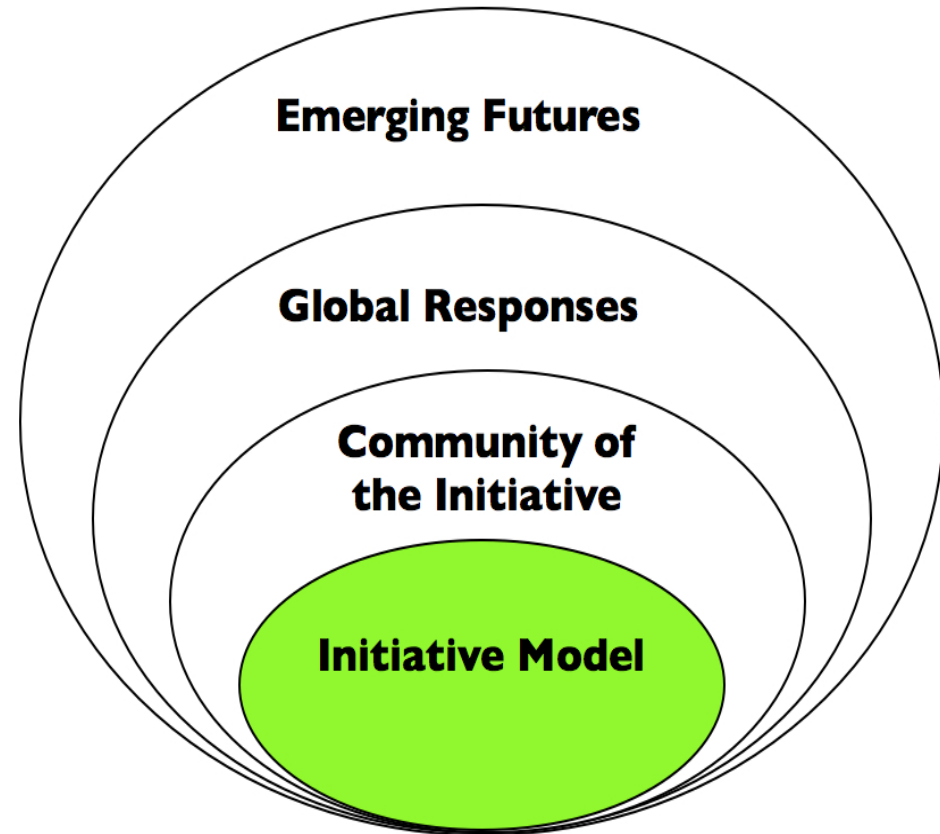 Emerging Futures
Global Responses
Community of
the Initiative
Initiative Model